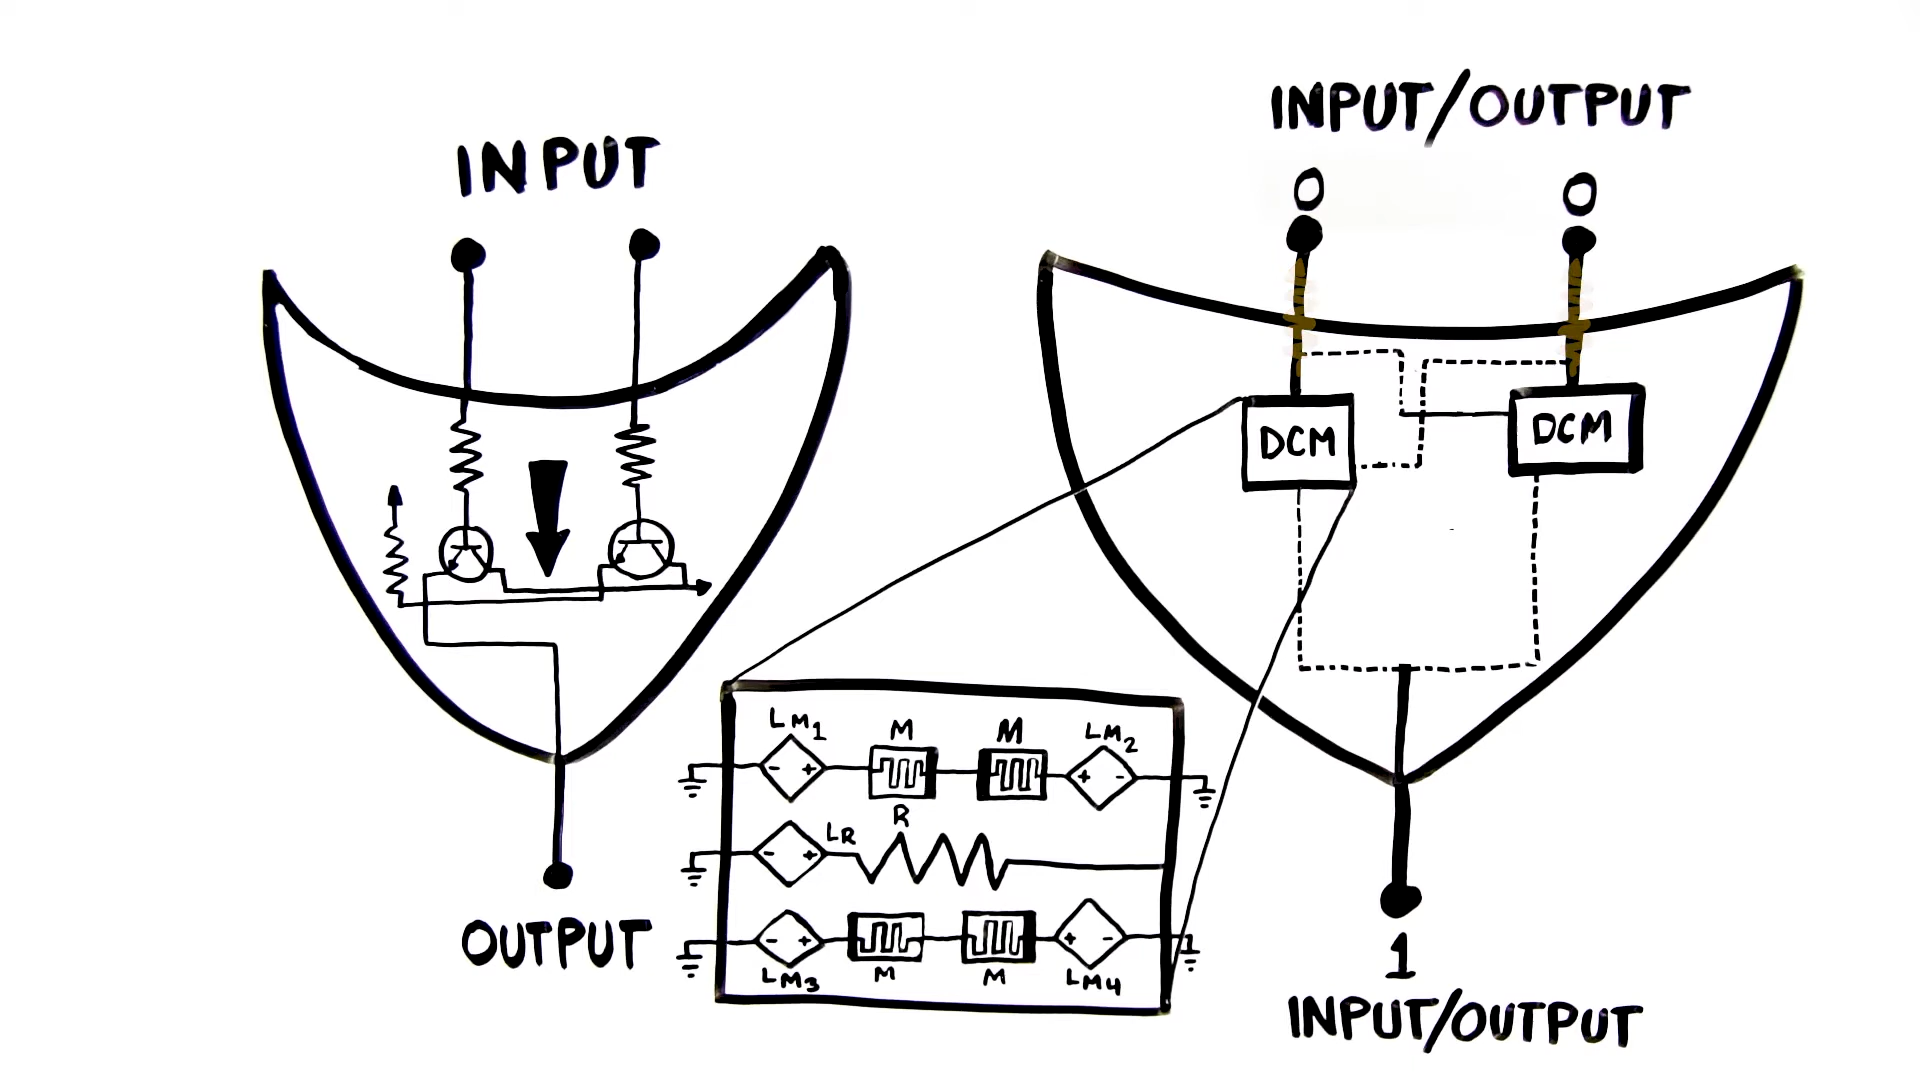 INPUT
OUTPUT
INPUT/OUTPUT
0 0
DCM DCM
LM1 M M LM2
LR R
LM3 M M LM4
1
INPUT/OUTPUT